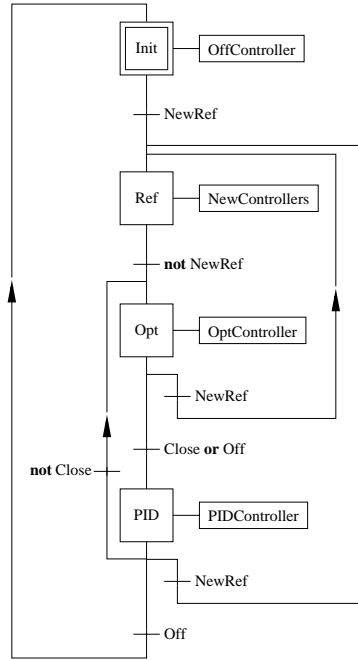 Init
OffController
NewRef
Ref
NewControllers
not NewRef
Opt
OptController
NewRef
Close or Off
not Close
PID
PIDController
NewRef
Off